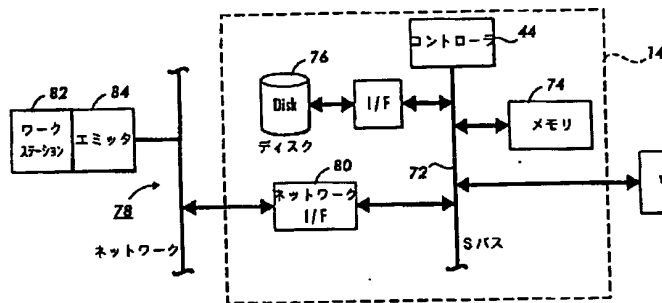 コントローラ
44
14
76
Disk
ディスク
I/F
74
メモリ
82
84
ワーク
ステーション
エミッタ
72
80
ネットワーク
I/F
78
ネットワーク
Sバス